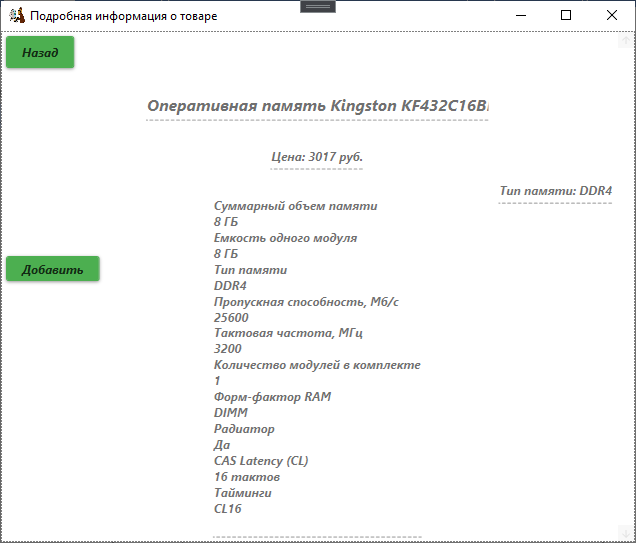 Подробная информация о товаре
Назад
Оперативная память Kingston KF432C16B
Цена: 3017 руб.
Тип памяти: DDR4
Суммарный объем памяти
8 ГБ
Емкость одного модуля
8 ГБ
Тип памяти
DDR4
Добавить
Пропускная способность, Мб/с
25600
Тактовая частота, МГц
3200
Количество модулей в комплекте
1
Форм-фактор RAM
DIMM
Радиатор
Да
CAS Latency (CL)
16 тактов
Тайминги
CL16